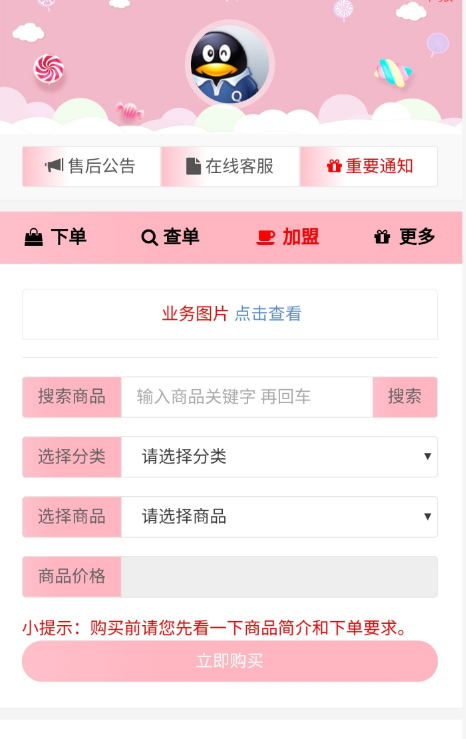 售后公告 在线客服 重要通知
下单 查单 加盟 更多
业务图片 点击查看
搜索商品 输入商品关键字 再回车 搜索
选择分类 请选择分类
选择商品 请选择商品
商品价格
小提示：购买前请您先看一下商品简介和下单要求。
立即购买